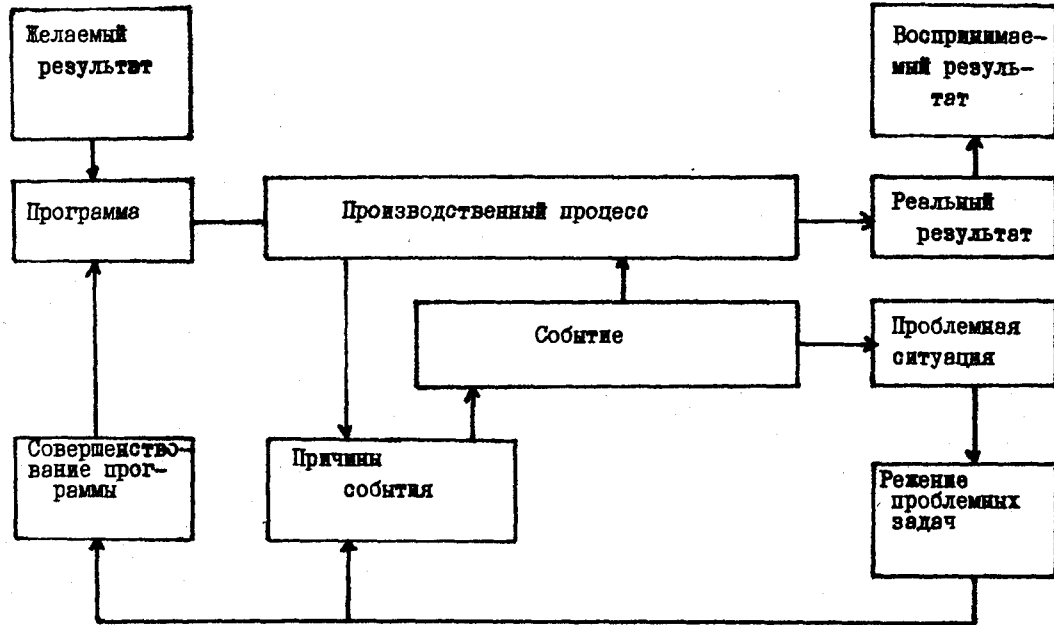 Желаемый
результат
Воспринимае-
мый резуль-
тат
Программа
Производственный процесс
Реальный
результат
Событие
Проблемная
ситуация
Совершенство-
вание прог-
раммы
Причины
события
Режение
проблемных
задач